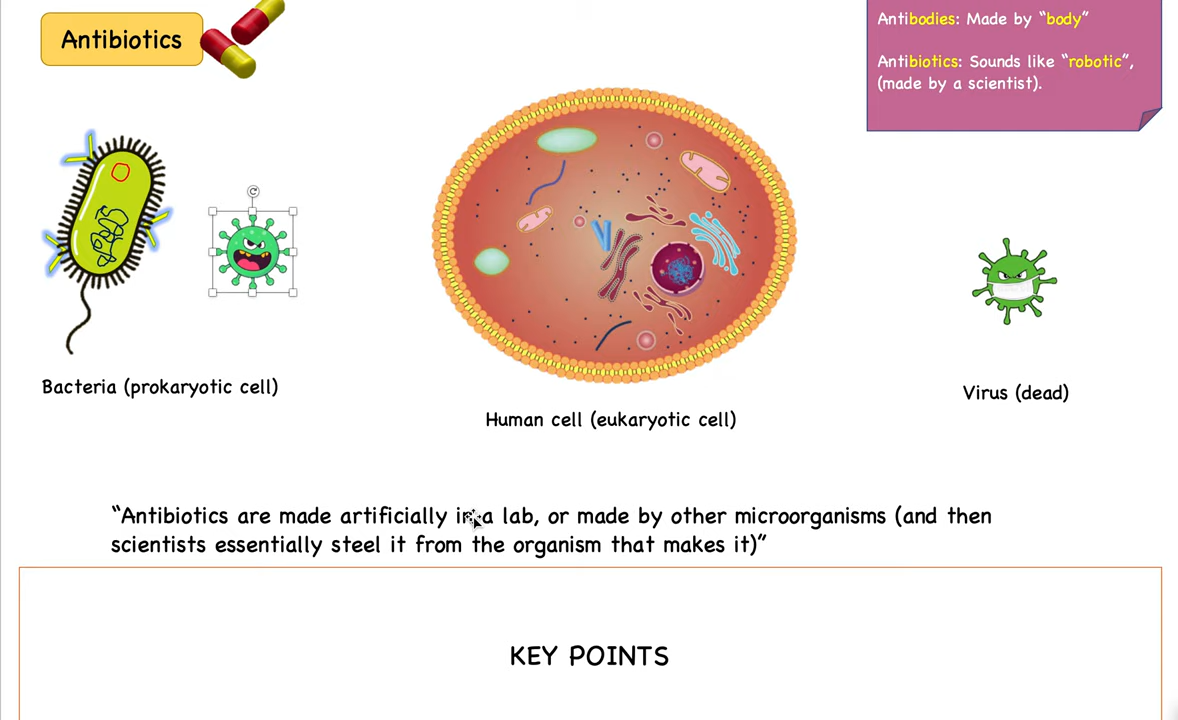 Antibiotics
Antibodies: Made by “body”
Antibiotics: Sounds like “robotic”,
(made by a scientist).
Bacteria (prokaryotic cell)
Human cell (eukaryotic cell)
Virus (dead)
“Antibiotics are made artificially in a lab, or made by other microorganisms (and then
scientists essentially steel it from the organism that makes it)”
KEY POINTS